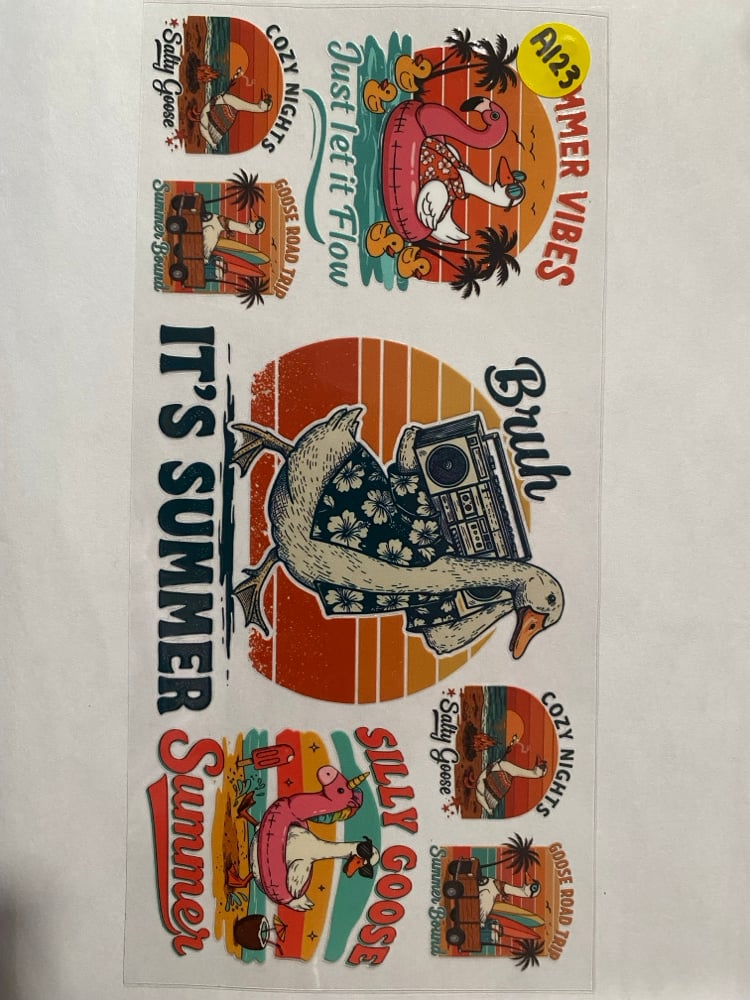 COZY NIGHTS
Salty Goose
GOOSE ROAD TRIP
Summer Bound
A123
MMER VIBES
Just let it Flow
Bruh
IT'S SUMMER
SILLY GOOSE
Summer
COZY NIGHTS
Salty Goose
GOOSE ROAD TRIP
Summer Bound